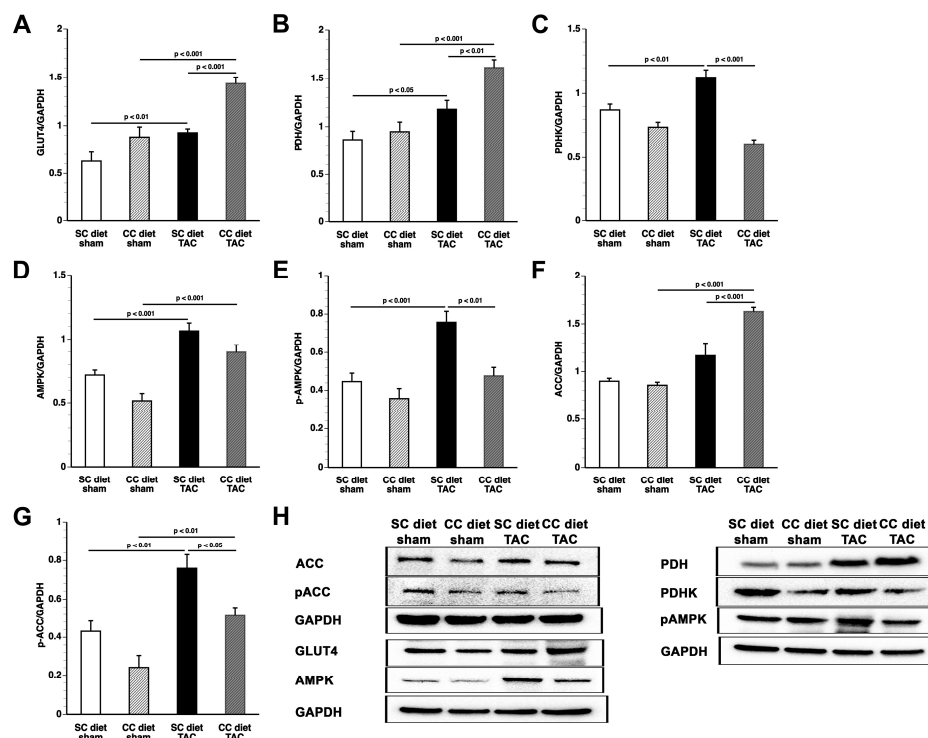 A
GLUT4/GAPDH
2
1.5
1
0.5
0
p < 0.001
p < 0.001
p < 0.01
SC diet sham
CC diet sham
SC diet TAC
CC diet TAC
B
PDH/GAPDH
2
1.5
1
0.5
0
p < 0.001
p < 0.01
p < 0.05
SC diet sham
CC diet sham
SC diet TAC
CC diet TAC
C
PDHK/GAPDH
1.5
1
0.5
0
p < 0.01
p < 0.001
SC diet sham
CC diet sham
SC diet TAC
CC diet TAC
D
AMPK/GAPDH
1.5
1
0.5
0
p < 0.001
p < 0.001
SC diet sham
CC diet sham
SC diet TAC
CC diet TAC
E
p-AMPK/GAPDH
0.8
0.6
0.4
0.2
0
p < 0.001
p < 0.01
SC diet sham
CC diet sham
SC diet TAC
CC diet TAC
F
ACC/GAPDH
2
1.5
1
0.5
0
p < 0.001
p < 0.001
SC diet sham
CC diet sham
SC diet TAC
CC diet TAC
G
p-ACC/GAPDH
1
0.8
0.6
0.4
0.2
0
p < 0.01
p < 0.01
p < 0.05
SC diet sham
CC diet sham
SC diet TAC
CC diet TAC
H
SC diet sham
CC diet sham
SC diet TAC
CC diet TAC
ACC
pACC
GAPDH
GLUT4
AMPK
GAPDH
SC diet sham
CC diet sham
SC diet TAC
CC diet TAC
PDH
PDHK
pAMPK
GAPDH